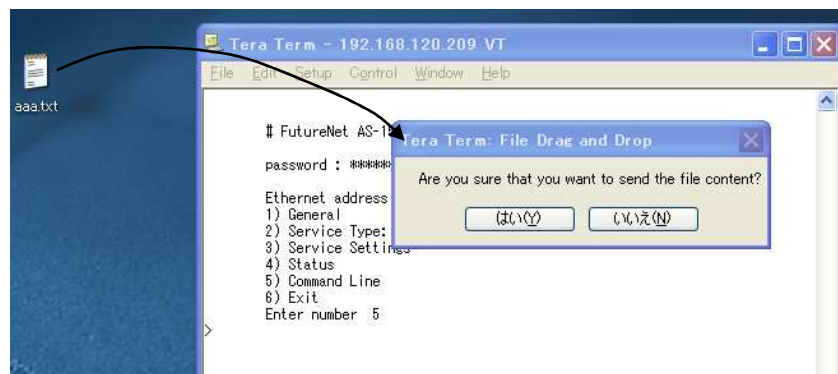 Tera Term - 192.168.120.209 VT
File Edit Setup Control Window Help
aaa.txt
# FutureNet AS-15
Tera Term: File Drag and Drop
password : ******
Are you sure that you want to send the file content?
はい(Y) いいえ(N)
Ethernet address
1) General
2) Service Type:
3) Service Settings
4) Status
5) Command Line
6) Exit
Enter number 5
>